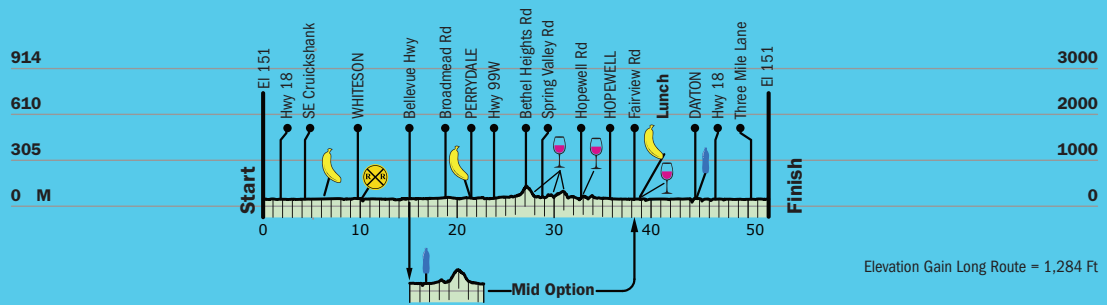 914
610
305
0 M
3000
2000
1000
0
Start
El 151
Hwy 18
SE Cruickshank
WHITESON
R R
Bellevue Hwy
Broadmead Rd
PERRYDALE
Hwy 99W
Bethel Heights Rd
Spring Valley Rd
Hopewell Rd
HOPEWELL
Fairview Rd
Lunch
DAYTON
Hwy 18
Three Mile Lane
El 151
Finish
0 10 20 30 40 50
Mid Option
Elevation Gain Long Route = 1,284 Ft